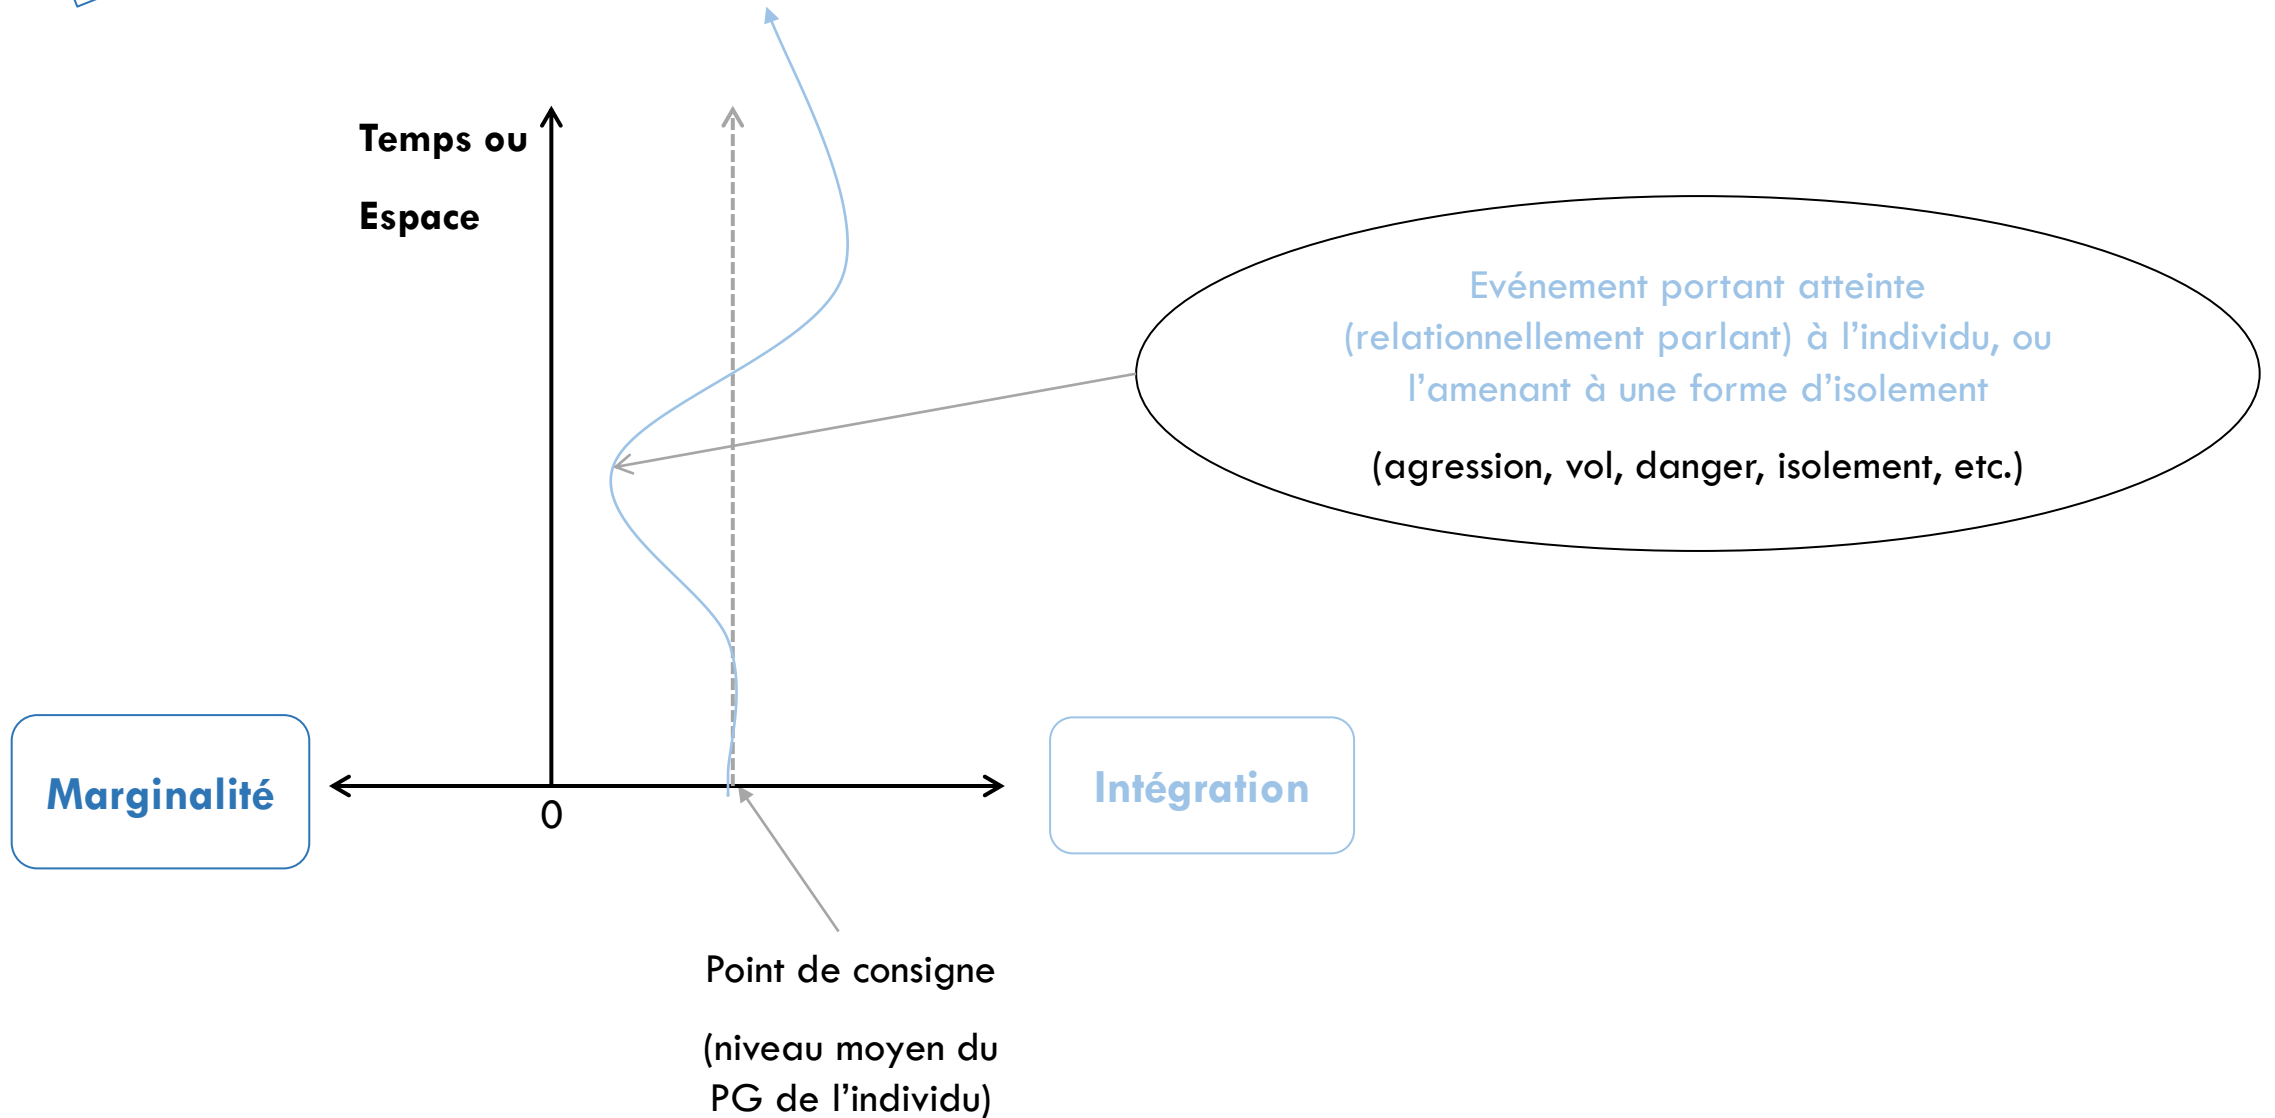 Temps ou
Espace
Evénement portant atteinte
(relationnellement parlant) à l’individu, ou
l’amenant à une forme d’isolement
(agression, vol, danger, isolement, etc.)
Marginalité
0
Intégration
Point de consigne
(niveau moyen du
PG de l’individu)